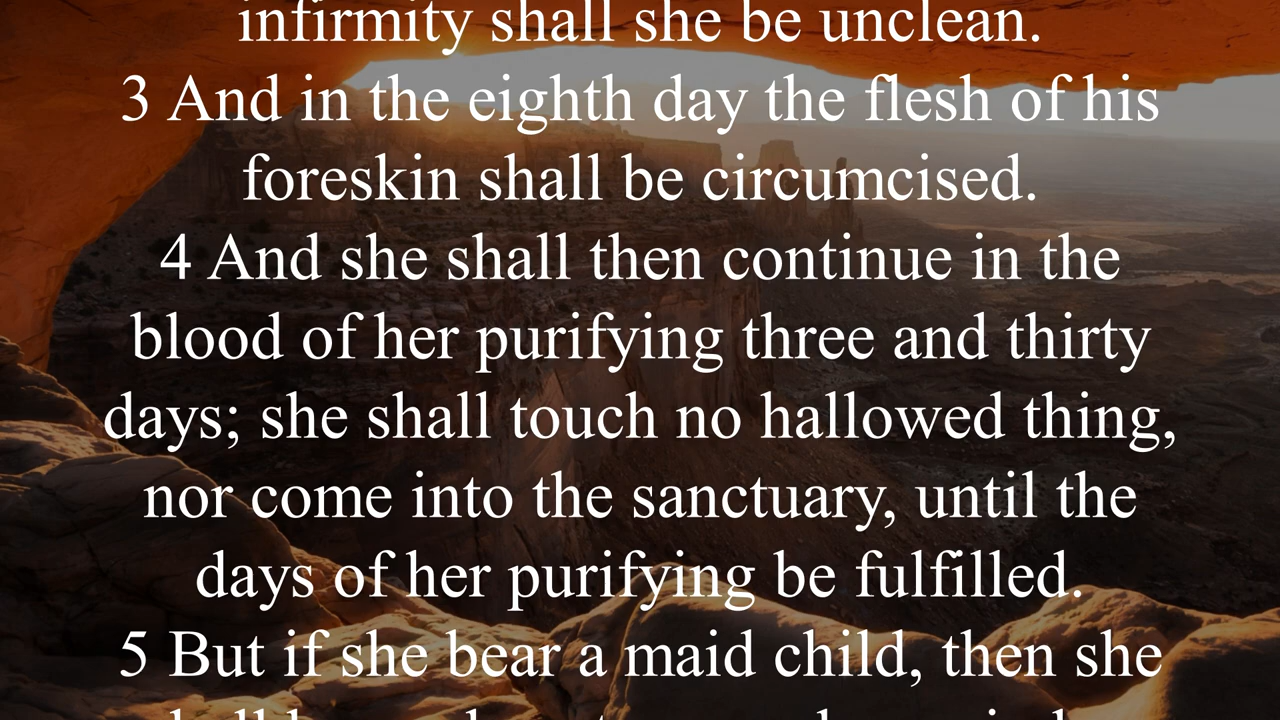 infirmity shall she be unclean.
3 And in the eighth day the flesh of his
foreskin shall be circumcised.
4 And she shall then continue in the
blood of her purifying three and thirty
days; she shall touch no hallowed thing,
nor come into the sanctuary, until the
days of her purifying be fulfilled.
5 But if she bear a maid child, then she